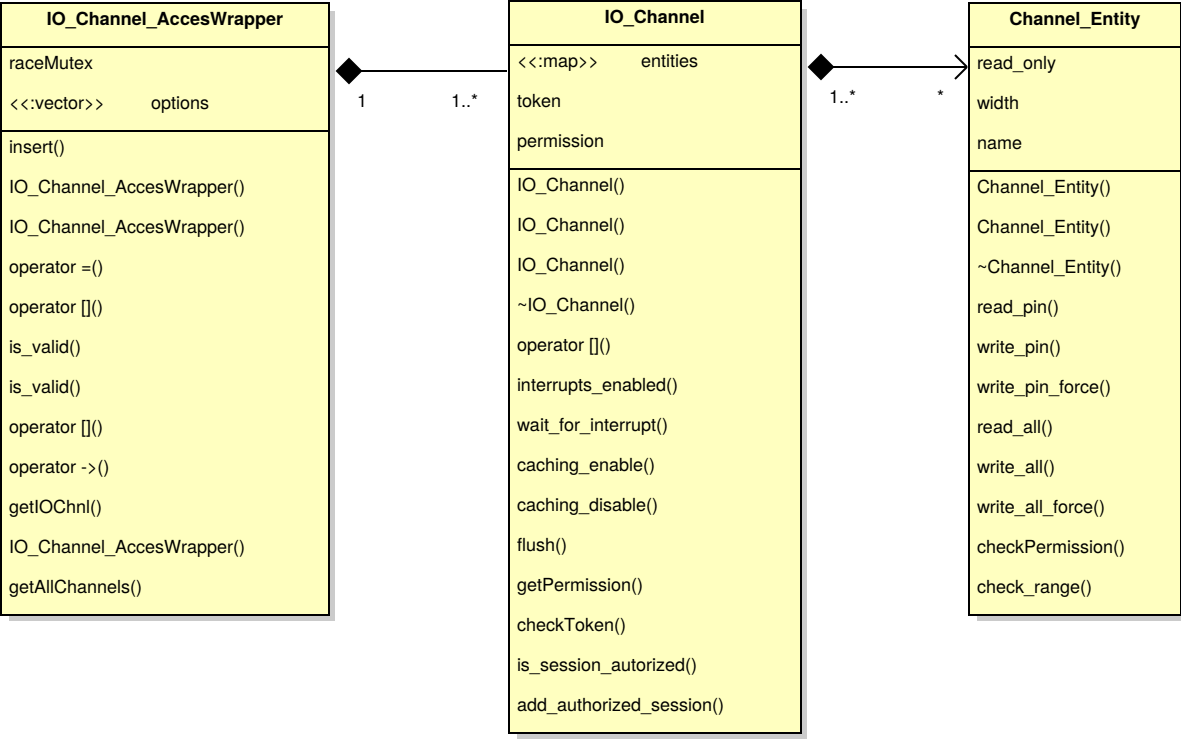 IO_Channel_AccesWrapper
raceMutex
<<:vector>> options
insert()
IO_Channel_AccesWrapper()
IO_Channel_AccesWrapper()
operator =()
operator []()
is_valid()
is_valid()
operator []()
operator ->()
getIOChnl()
IO_Channel_AccesWrapper()
getAllChannels()
1
1..*
IO_Channel
<<:map>> entities
token
permission
IO_Channel()
IO_Channel()
IO_Channel()
~IO_Channel()
operator []()
interrupts_enabled()
wait_for_interrupt()
caching_enable()
caching_disable()
flush()
getPermission()
checkToken()
is_session_autorized()
add_authorized_session()
1..*
*
Channel_Entity
read_only
width
name
Channel_Entity()
Channel_Entity()
~Channel_Entity()
read_pin()
write_pin()
write_pin_force()
read_all()
write_all()
write_all_force()
checkPermission()
check_range()